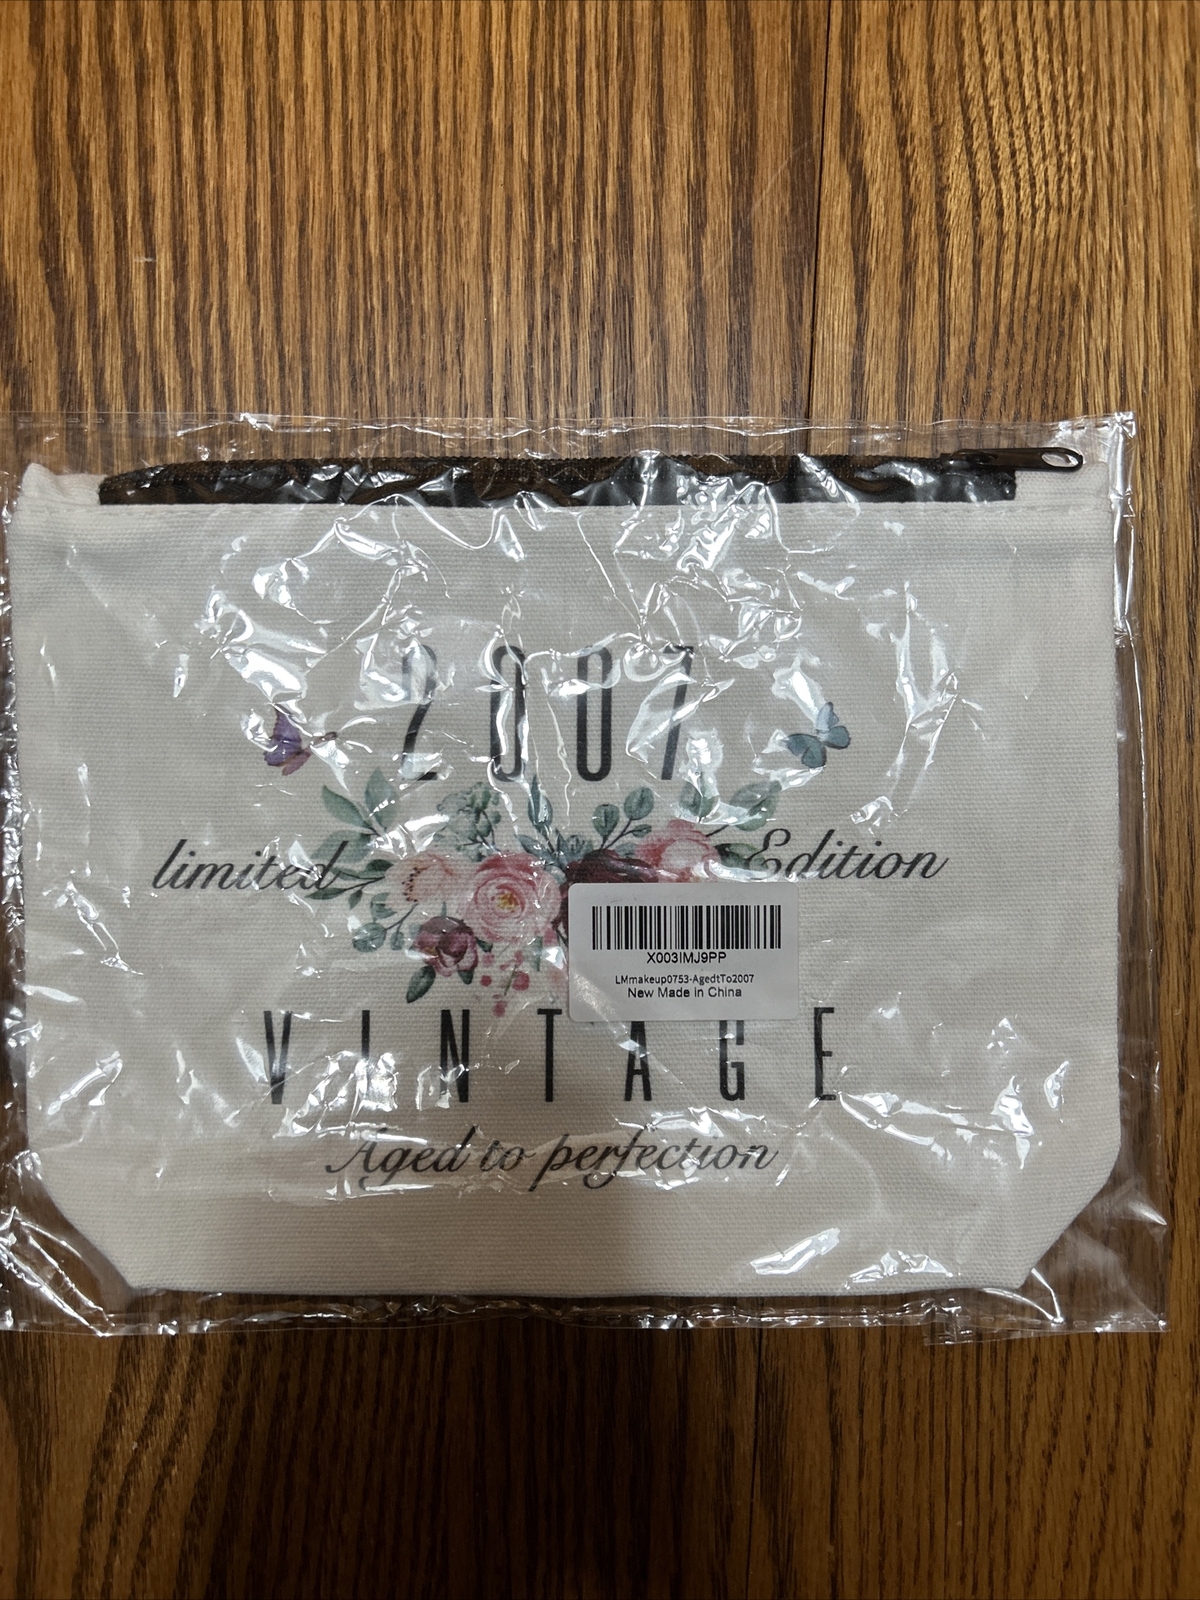 2007
limited Edition
X003IMJ9PP
LMmakeup0753-AgedtTo2007
New Made in China
VINTAGE
Aged to perfection